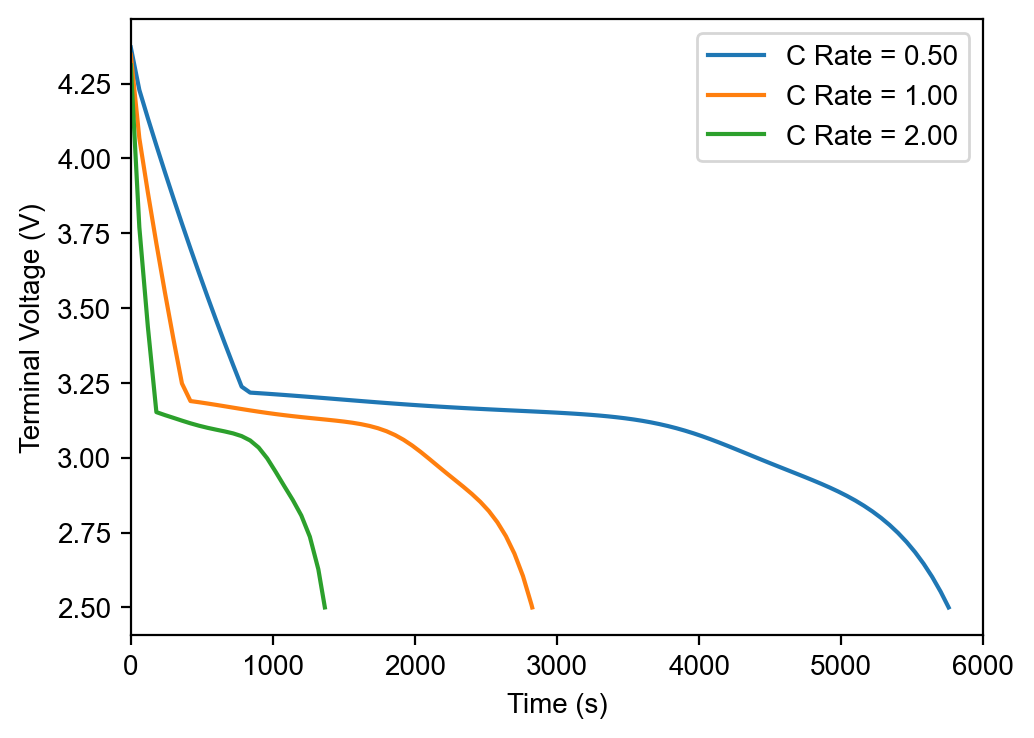 C Rate = 0.50
C Rate = 1.00
C Rate = 2.00
Terminal Voltage (V)
4.25
4.00
3.75
3.50
3.25
3.00
2.75
2.50
0 1000 2000 3000 4000 5000 6000
Time (s)